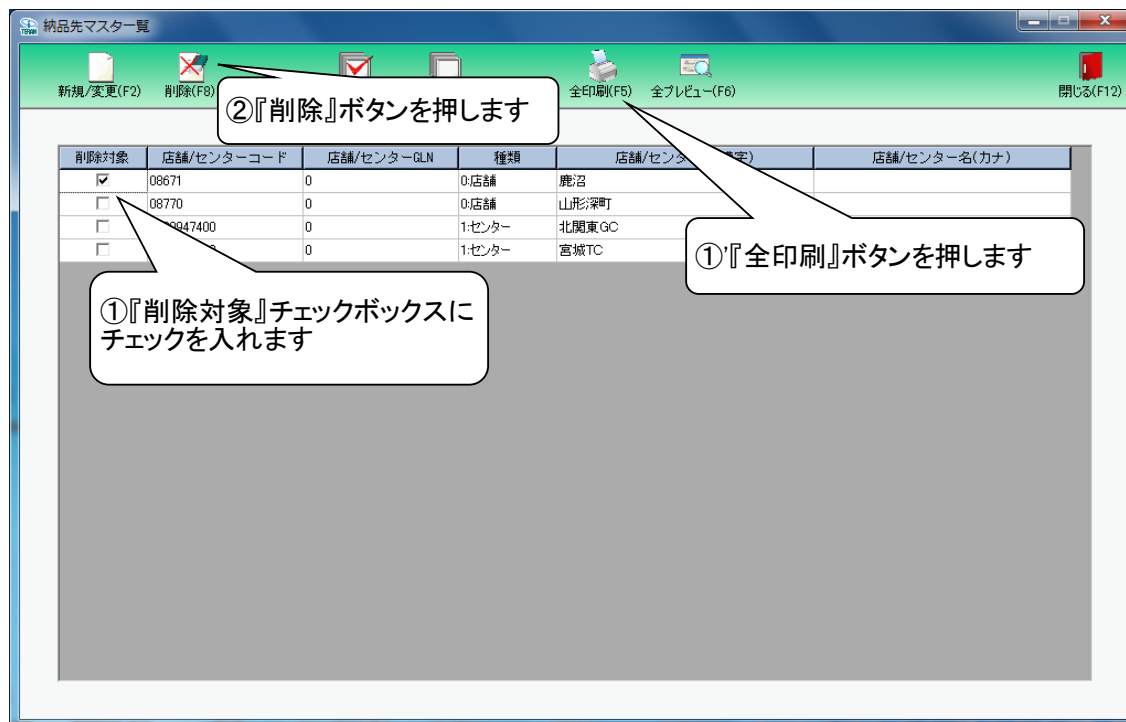 納品先マスタ一覧
新規/変更(F2) 削除(F8) 全印刷(F5) 全プレビュー(F6) 閉じる(F12)
②『削除』ボタンを押します
削除対象 店舗/センターコード 店舗/センターGLN 種類 店舗/センター 店舗/センター名(カナ)
08671 0 0:店舗 鹿沼
08770 0 0:店舗 山形深町
947400 0 1:センター 北関東GC
0 1:センター 宮城TC
①'『全印刷』ボタンを押します
①『削除対象』チェックボックスに
チェックを入れます